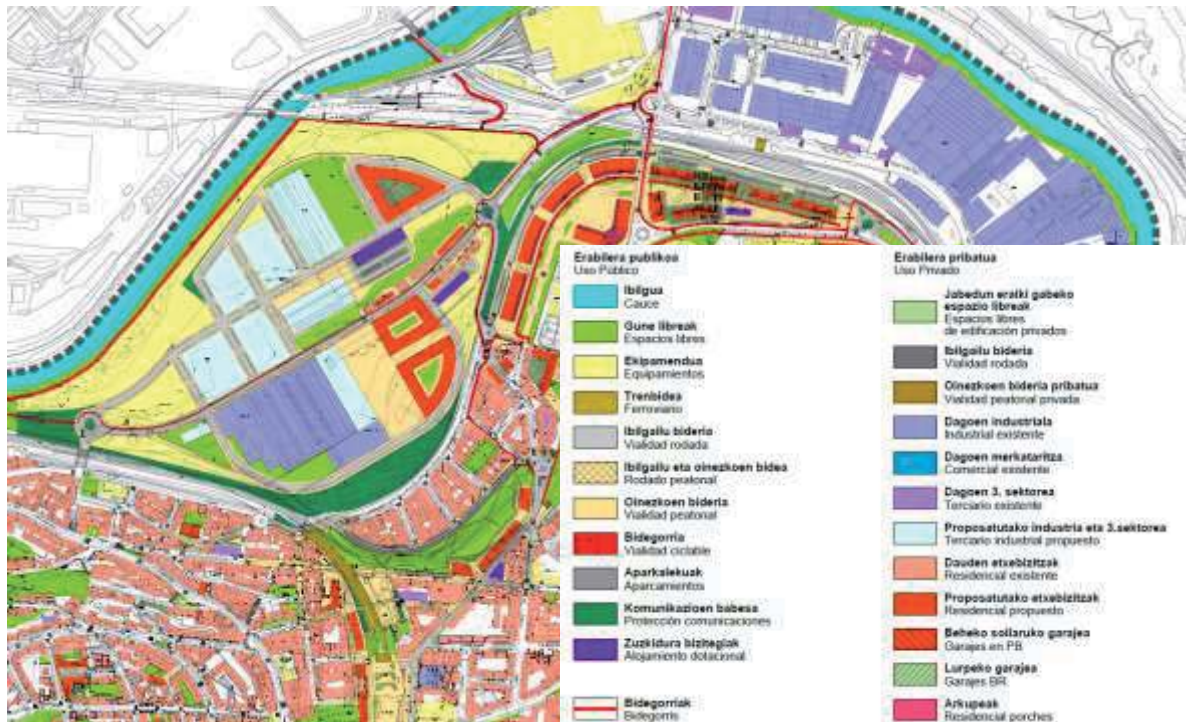 Erabilera publikoa
Uso Público
Ibilgua
Cauce
Gune libreak
Espacios libres
Ekipamendua
Equipamientos
Trenbidea
Ferroviario
Ibilgailu bideria
Vialidad rodada
Ibilgailu eta oinezkoen bidea
Rodado peatonal
Oinezkoen bideria
Vialidad peatonal
Bidegorria
Vialidad ciclable
Aparkalekuak
Aparcamientos
Komunikazioen babesa
Protección comunicaciones
Zuzkidura bizitegiak
Alojamiento dotacional
Bidegorriak
Bidegorris
Erabilera pribatua
Uso Privado
Jabedun eraiki gabeko
espazio libreak
Espacios libres
de edificación privados
Ibilgailu bideria
Vialidad rodada
Oinezkoen bideria pribatua
Vialidad peatonal privada
Dagoen industriala
Industrial existente
Dagoen merkataritza
Comercial existente
Dagoen 3. sektorea
Terciario existente
Proposatutako industria eta 3.sektorea
Terciario industrial propuesto
Dauden etxebizitzak
Residencial existente
Proposatutako etxebizitzak
Residencial propuesto
Beheko solairuko garajea
Garajes en PB
Lurpeko garajea
Garajes BR
Arkupeak
Residencial porches